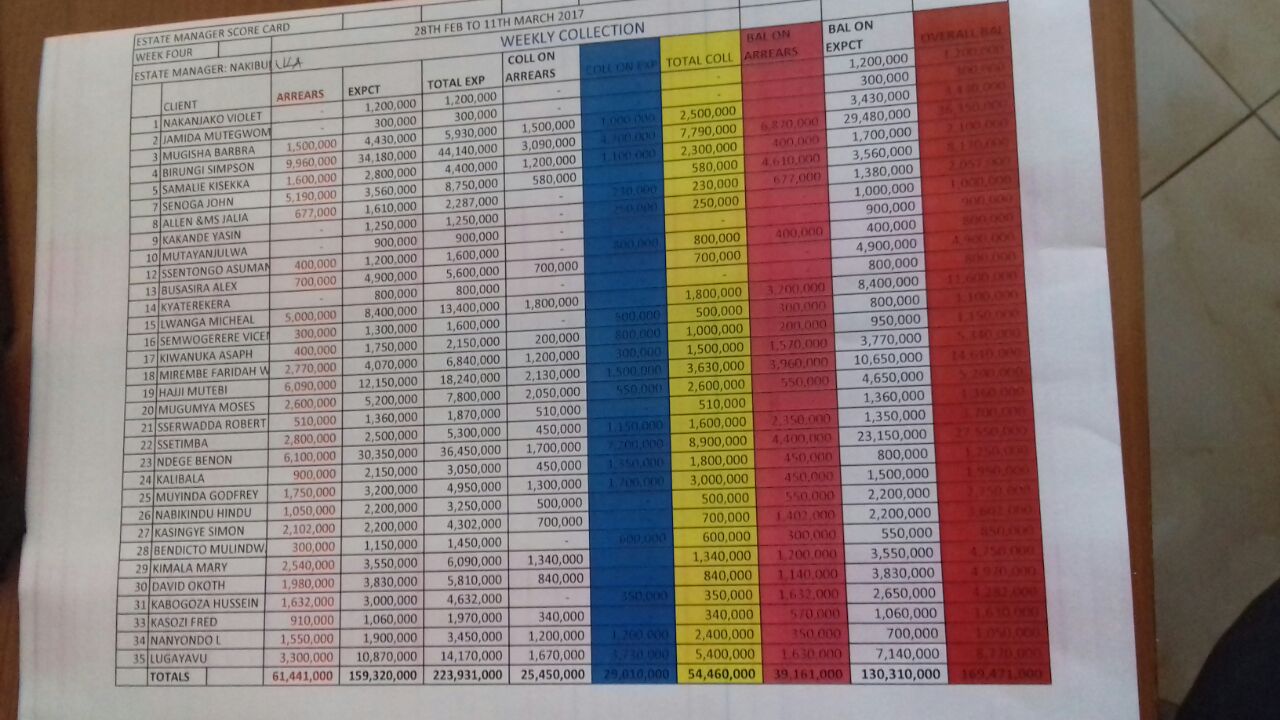 ESTATE MANAGER SCORE CARD 28TH FEB TO 11TH MARCH 2017
WEEK FOUR WEEKLY COLLECTION
ESTATE MANAGER: NAKIBU
CLIENT ARREARS EXPCT TOTAL EXP COLL ON ARREARS COLL ON EXP TOTAL COLL BAL ON ARREARS BAL ON EXPCT OVERALL BAL
1 NAKANJAKO VIOLET - 1,200,000 1,200,000 - - 1,200,000 1,200,000
2 JAMIDA MUTEGWOM - 300,000 300,000 - - 300,000 300,000
3 MUGISHA BARBRA 1,500,000 4,430,000 5,930,000 1,500,000 1,000,000 2,500,000 3,430,000 3,430,000
4 BIRUNGI SIMPSON 9,960,000 34,180,000 44,140,000 3,090,000 4,700,000 7,790,000 6,870,000 29,480,000 36,350,000
5 SAMALIE KISEKKA 1,600,000 2,800,000 4,400,000 1,200,000 1,100,000 2,300,000 400,000 1,700,000 2,100,000
7 SENOGA JOHN 5,190,000 3,560,000 8,750,000 580,000 580,000 4,610,000 3,560,000 8,170,000
8 ALLEN &MS JALIA 677,000 1,610,000 2,287,000 - 230,000 230,000 677,000 1,380,000 2,057,000
9 KAKANDE YASIN - 1,250,000 1,250,000 - 250,000 250,000 1,000,000 1,000,000
10 MUTAYANJULWA - 900,000 900,000 - - 900,000 900,000
12 SSENTONGO ASUMAN 400,000 1,200,000 1,600,000 - 800,000 800,000 400,000 400,000 800,000
13 BUSASIRA ALEX 700,000 4,900,000 5,600,000 700,000 700,000 4,900,000 4,900,000
14 KYATEREKERA - 800,000 800,000 - - 800,000 800,000
15 LWANGA MICHEAL 5,000,000 8,400,000 13,400,000 1,800,000 1,800,000 3,200,000 8,400,000 11,600,000
16 SEMWOGERERE VICEN 300,000 1,300,000 1,600,000 - 500,000 500,000 300,000 800,000 1,100,000
17 KIWANUKA ASAPH 400,000 1,750,000 2,150,000 200,000 800,000 1,000,000 200,000 950,000 1,150,000
18 MIREMBE FARIDAH W 2,770,000 4,070,000 6,840,000 1,200,000 300,000 1,500,000 1,570,000 3,770,000 5,340,000
19 HAJJI MUTEBI 6,090,000 12,150,000 18,240,000 2,130,000 1,500,000 3,630,000 3,960,000 10,650,000 14,610,000
20 MUGUMYA MOSES 2,600,000 5,200,000 7,800,000 2,050,000 550,000 2,600,000 550,000 4,650,000 5,200,000
21 SSERWADDA ROBERT 510,000 1,360,000 1,870,000 510,000 - 510,000 1,360,000 1,360,000
22 SSETIMBA 2,800,000 2,500,000 5,300,000 450,000 1,150,000 1,600,000 2,350,000 1,350,000 3,700,000
23 NDEGE BENON 6,100,000 30,350,000 36,450,000 1,700,000 7,200,000 8,900,000 4,400,000 23,150,000 27,550,000
24 KALIBALA 900,000 2,150,000 3,050,000 450,000 1,350,000 1,800,000 450,000 800,000 1,250,000
25 MUYINDA GODFREY 1,750,000 3,200,000 4,950,000 1,300,000 1,700,000 3,000,000 450,000 1,500,000 1,950,000
26 NABIKINDU HINDU 1,050,000 2,200,000 3,250,000 500,000 - 500,000 550,000 2,200,000 2,750,000
27 KASINGYE SIMON 2,102,000 2,200,000 4,302,000 700,000 - 700,000 1,402,000 2,200,000 3,602,000
28 BENDICTO MULINDW 300,000 1,150,000 1,450,000 - 600,000 600,000 300,000 550,000 850,000
29 KIMALA MARY 2,540,000 3,550,000 6,090,000 1,340,000 1,340,000 1,200,000 3,550,000 4,750,000
30 DAVID OKOTH 1,980,000 3,830,000 5,810,000 840,000 840,000 1,140,000 3,830,000 4,970,000
31 KABOGOZA HUSSEIN 1,632,000 3,000,000 4,632,000 - 350,000 350,000 1,632,000 2,650,000 4,282,000
33 KASOZI FRED 910,000 1,060,000 1,970,000 340,000 340,000 570,000 1,060,000 1,630,000
34 NANYONDO L 1,550,000 1,900,000 3,450,000 1,200,000 1,200,000 2,400,000 350,000 700,000 1,050,000
35 LUGAYAVU 3,300,000 10,870,000 14,170,000 1,670,000 3,730,000 5,400,000 1,630,000 7,140,000 8,770,000
TOTALS 61,441,000 159,320,000 223,931,000 25,450,000 29,010,000 54,460,000 39,161,000 130,310,000 169,471,000